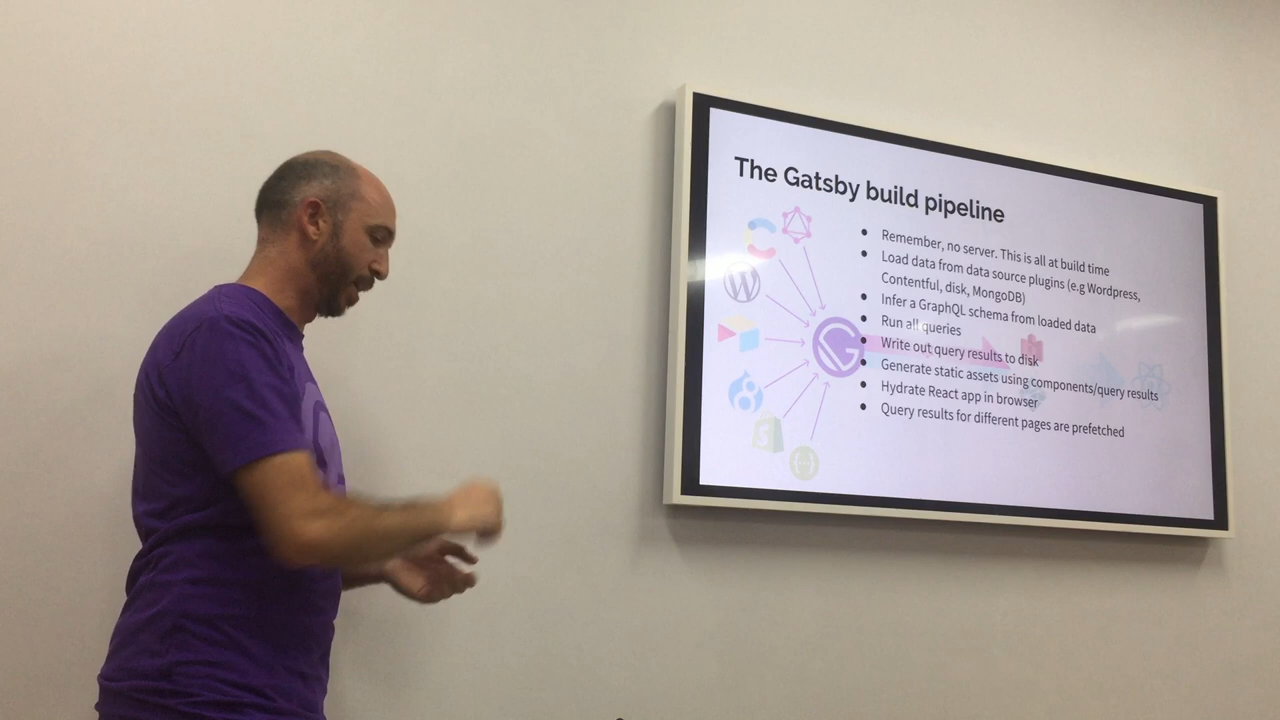 The Gatsby build pipeline
Remember, no server. This is all at build time
Load data from data source plugins (e.g Wordpress,
Contentful, disk, MongoDB)
Infer a GraphQL schema from loaded data
Run all queries
Write out query results to disk
Generate static assets using components/query results
Hydrate React app in browser
Query results for different pages are prefetched